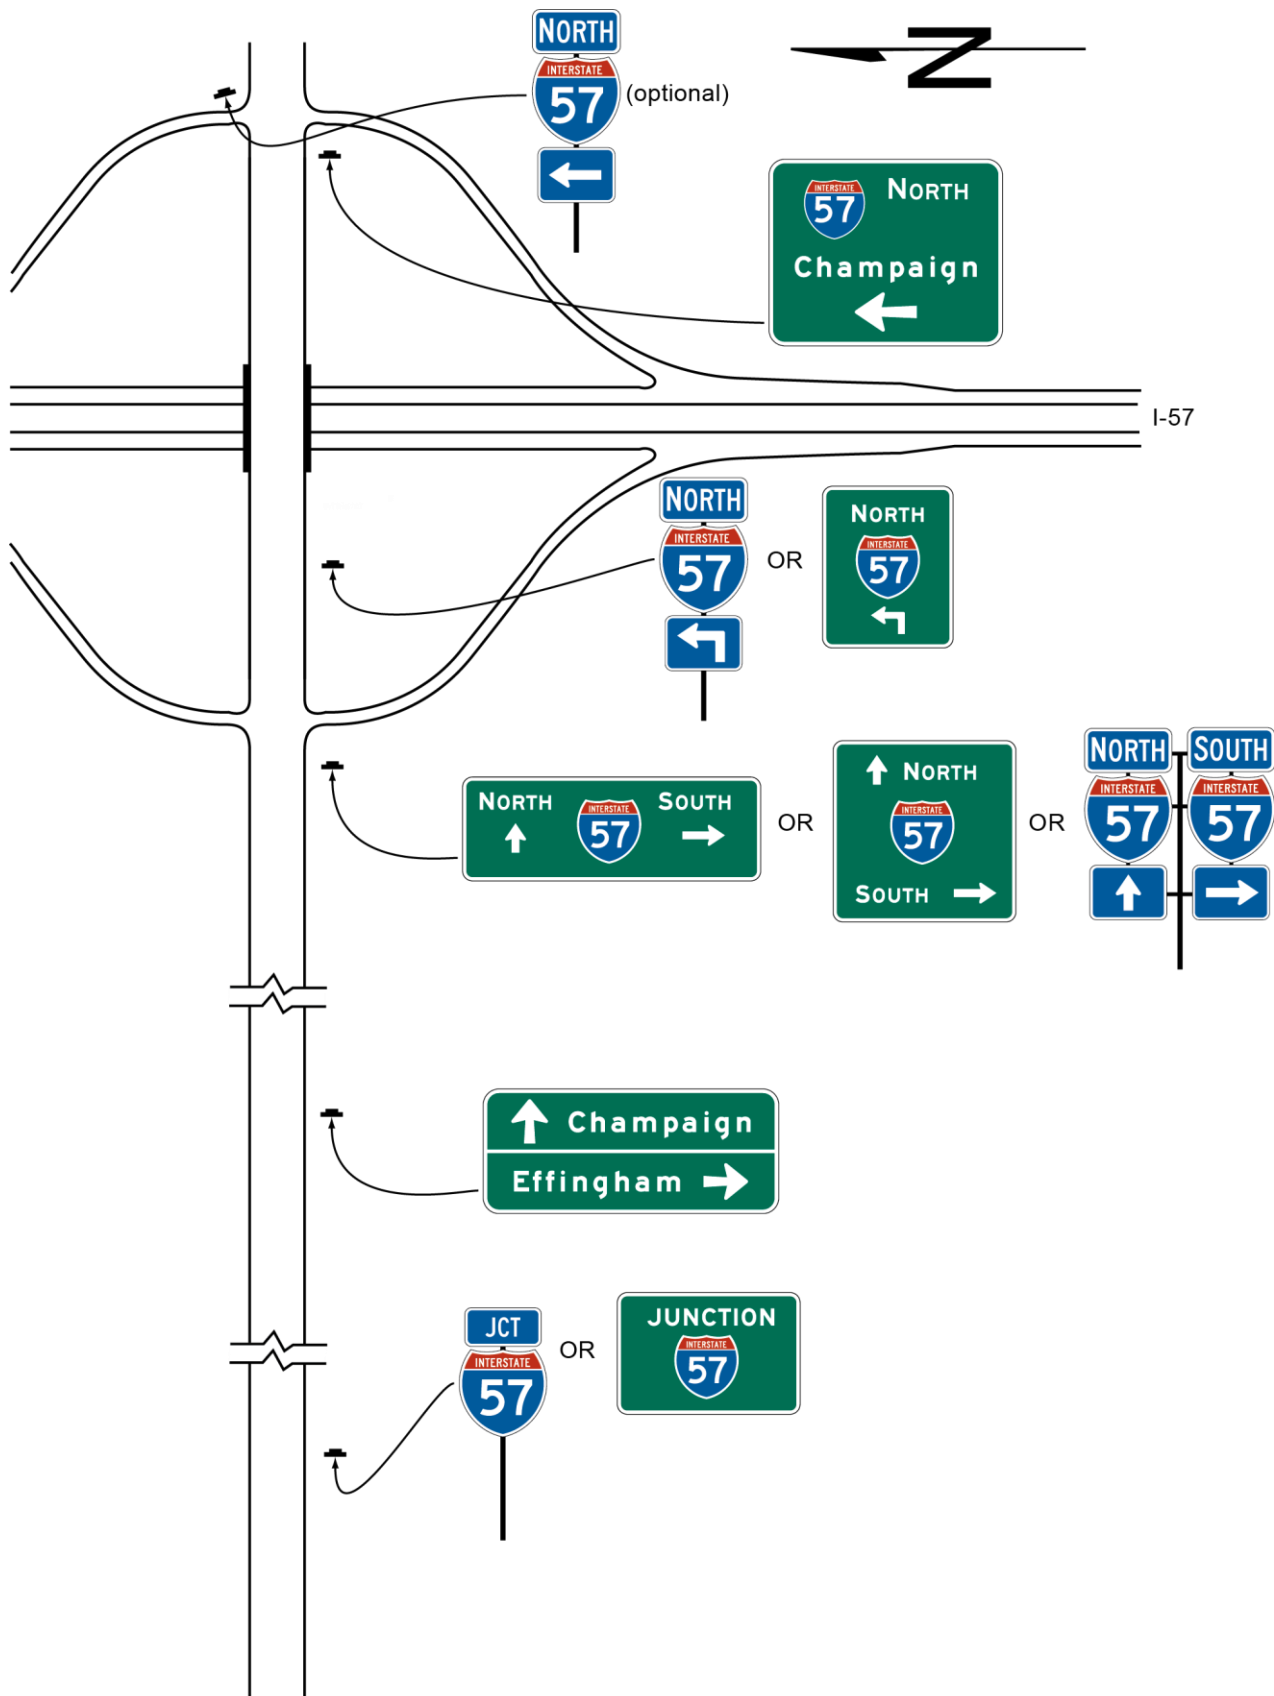 NORTH
INTERSTATE
57
(optional)
N
INTERSTATE
57
NORTH
Champaign
I-57
NORTH
INTERSTATE
57
OR
NORTH
INTERSTATE
57
NORTH
INTERSTATE
57
SOUTH
OR
NORTH
INTERSTATE
57
SOUTH
OR
NORTH
INTERSTATE
57
SOUTH
INTERSTATE
57
Champaign
Effingham
JCT
INTERSTATE
57
OR
JUNCTION
INTERSTATE
57